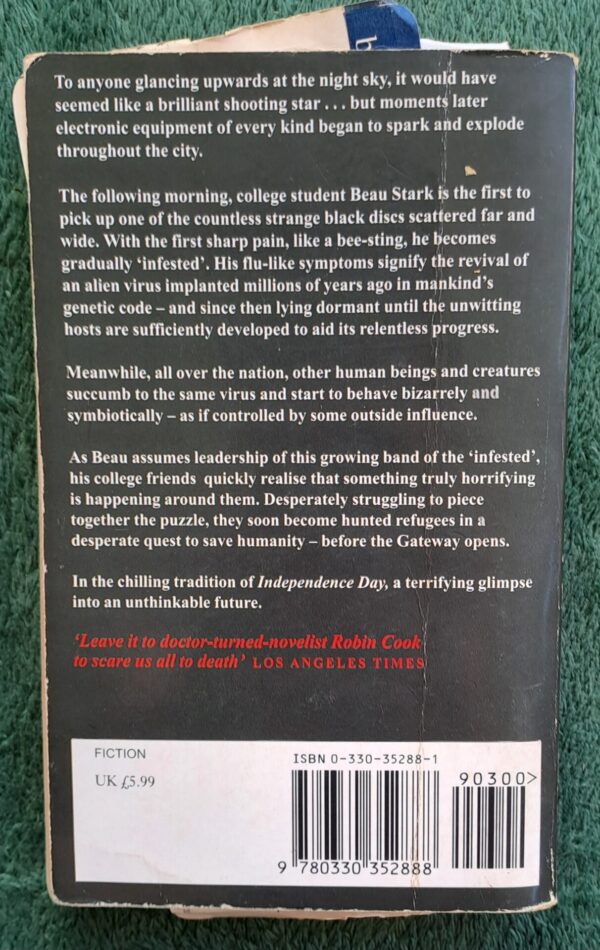 b
To anyone glancing upwards at the night sky, it would have
seemed like a brilliant shooting star . . . but moments later
electronic equipment of every kind began to spark and explode
throughout the city.
The following morning, college student Beau Stark is the first to
pick up one of the countless strange black discs scattered far and
wide. With the first sharp pain, like a bee-sting, he becomes
gradually ‘infested’. His flu-like symptoms signify the revival of
an alien virus implanted millions of years ago in mankind’s
genetic code – and since then lying dormant until the unwitting
hosts are sufficiently developed to aid its relentless progress.
Meanwhile, all over the nation, other human beings and creatures
succumb to the same virus and start to behave bizarrely and
symbiotically – as if controlled by some outside influence.
As Beau assumes leadership of this growing band of the ‘infested’,
his college friends quickly realise that something truly horrifying
is happening around them. Desperately struggling to piece
together the puzzle, they soon become hunted refugees in a
desperate quest to save humanity – before the Gateway opens.
In the chilling tradition of Independence Day, a terrifying glimpse
into an unthinkable future.
‘Leave it to doctor-turned-novelist Robin Cook
to scare us all to death’ LOS ANGELES TIMES
FICTION
UK £5.99
ISBN 0-330-35288-1
90300>
9 780330 352888